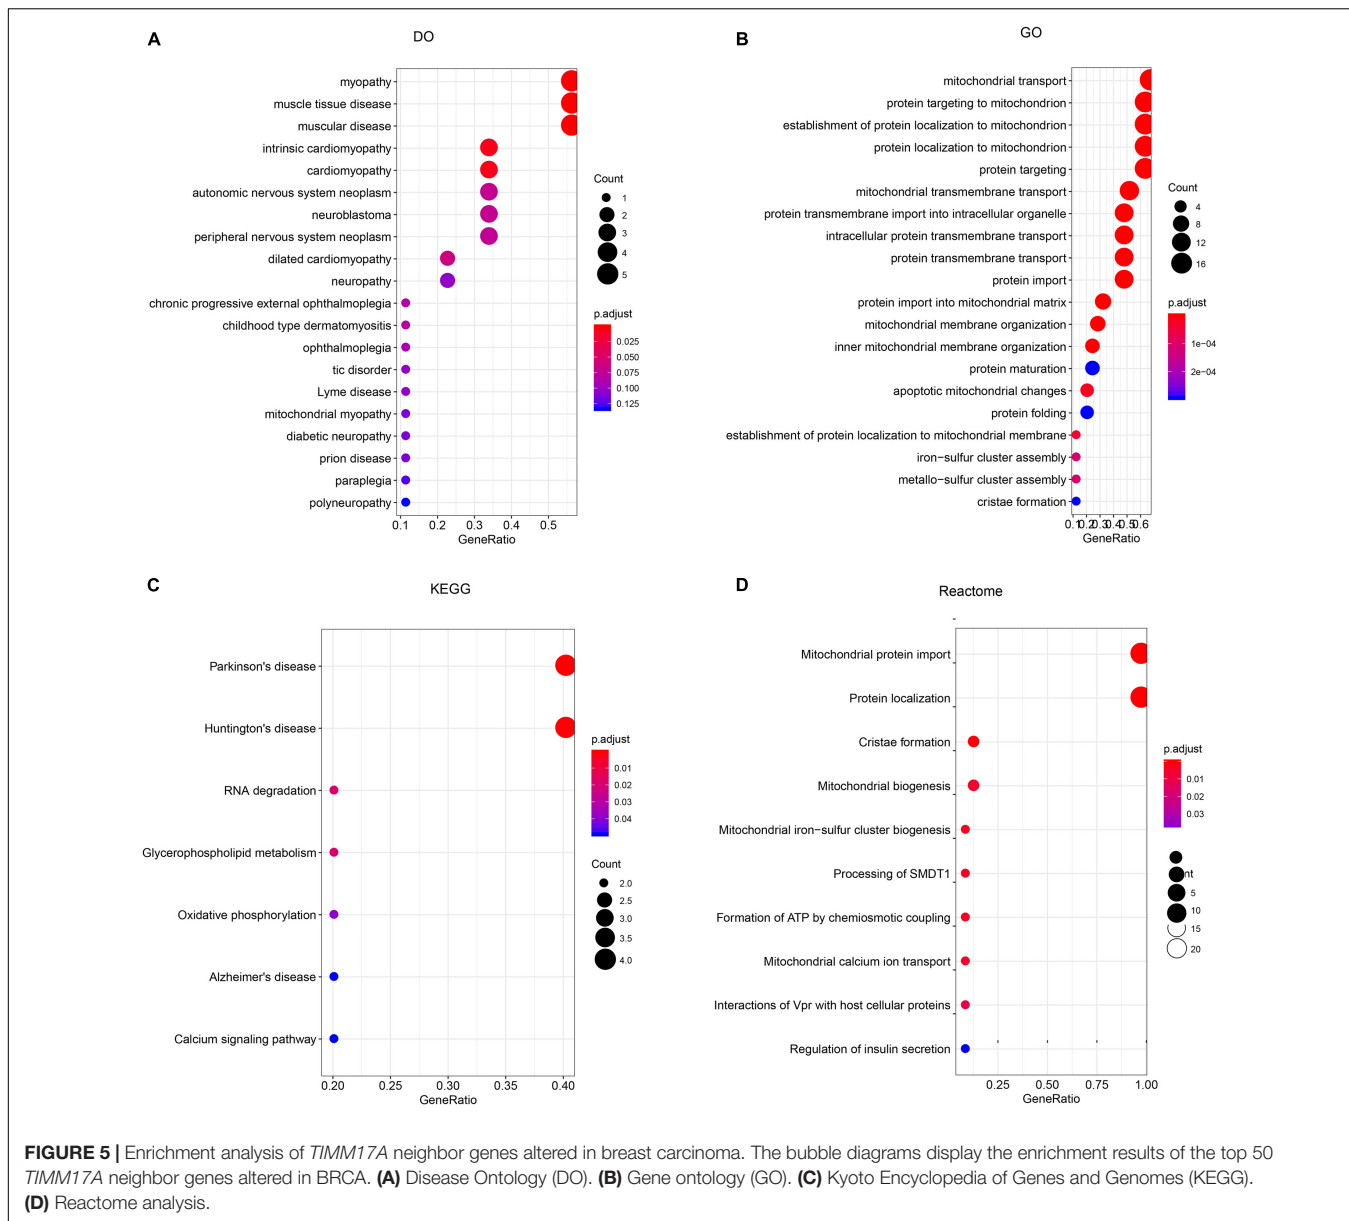 A
DO
myopathy
muscle tissue disease
muscular disease
intrinsic cardiomyopathy
cardiomyopathy
autonomic nervous system neoplasm
neuroblastoma
peripheral nervous system neoplasm
dilated cardiomyopathy
neuropathy
chronic progressive external ophthalmoplegia
childhood type dermatomyositis
ophthalmoplegia
tic disorder
Lyme disease
mitochondrial myopathy
diabetic neuropathy
prion disease
paraplegia
polyneuropathy
0.1 0.2 0.3 0.4 0.5
GeneRatio
Count
1
2
3
4
5
p.adjust
0.025
0.050
0.075
0.100
0.125
B
GO
mitochondrial transport
protein targeting to mitochondrion
establishment of protein localization to mitochondrion
protein localization to mitochondrion
protein targeting
mitochondrial transmembrane transport
protein transmembrane import into intracellular organelle
intracellular protein transmembrane transport
protein transmembrane transport
protein import
protein import into mitochondrial matrix
mitochondrial membrane organization
inner mitochondrial membrane organization
protein maturation
apoptotic mitochondrial changes
protein folding
establishment of protein localization to mitochondrial membrane
iron−sulfur cluster assembly
metallo−sulfur cluster assembly
cristae formation
0.1 0.2 0.3 0.4 0.5 0.6
GeneRatio
Count
4
8
12
16
p.adjust
1e−04
2e−04
C
KEGG
Parkinson's disease
Huntington's disease
RNA degradation
Glycerophospholipid metabolism
Oxidative phosphorylation
Alzheimer's disease
Calcium signaling pathway
0.20 0.25 0.30 0.35 0.40
GeneRatio
p.adjust
0.01
0.02
0.03
0.04
Count
2.0
2.5
3.0
3.5
4.0
D
Reactome
Mitochondrial protein import
Protein localization
Cristae formation
Mitochondrial biogenesis
Mitochondrial iron−sulfur cluster biogenesis
Processing of SMDT1
Formation of ATP by chemiosmotic coupling
Mitochondrial calcium ion transport
Interactions of Vpr with host cellular proteins
Regulation of insulin secretion
0.25 0.50 0.75 1.00
GeneRatio
p.adjust
0.01
0.02
0.03
nt
5
10
15
20
FIGURE 5 | Enrichment analysis of TIMM17A neighbor genes altered in breast carcinoma. The bubble diagrams display the enrichment results of the top 50
TIMM17A neighbor genes altered in BRCA. (A) Disease Ontology (DO). (B) Gene ontology (GO). (C) Kyoto Encyclopedia of Genes and Genomes (KEGG).
(D) Reactome analysis.